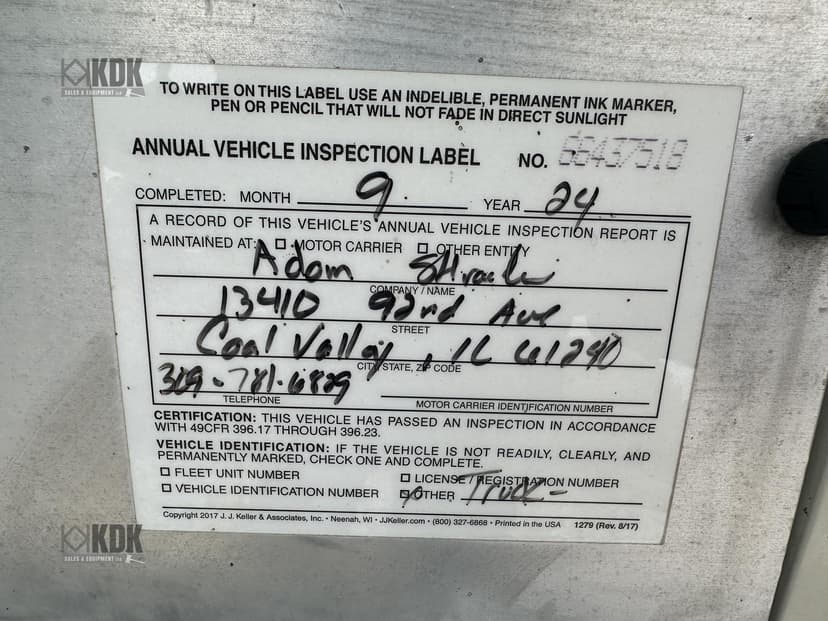 KDK
SALES & EQUIPMENT LLC
TO WRITE ON THIS LABEL USE AN INDELIBLE, PERMANENT INK MARKER,
PEN OR PENCIL THAT WILL NOT FADE IN DIRECT SUNLIGHT
ANNUAL VEHICLE INSPECTION LABEL NO. 66437518
COMPLETED: MONTH 9 YEAR 24
A RECORD OF THIS VEHICLE'S ANNUAL VEHICLE INSPECTION REPORT IS
MAINTAINED AT: MOTOR CARRIER OTHER ENTITY
Adam
COMPANY / NAME
13410 92nd Ave
STREET
Coal Valley, IL 61240
CITY, STATE, ZIP CODE
309-781-6829
TELEPHONE MOTOR CARRIER IDENTIFICATION NUMBER
CERTIFICATION: THIS VEHICLE HAS PASSED AN INSPECTION IN ACCORDANCE
WITH 49CFR 396.17 THROUGH 396.23.
VEHICLE IDENTIFICATION: IF THE VEHICLE IS NOT READILY, CLEARLY, AND
PERMANENTLY MARKED, CHECK ONE AND COMPLETE.
FLEET UNIT NUMBER LICENSE / REGISTRATION NUMBER
VEHICLE IDENTIFICATION NUMBER OTHER Truck-
Copyright 2017 J. J. Keller & Associates, Inc. • Neenah, WI • JJKeller.com • (800) 327-6868 • Printed in the USA 1279 (Rev. 8/17)
KDK
SALES & EQUIPMENT LLC